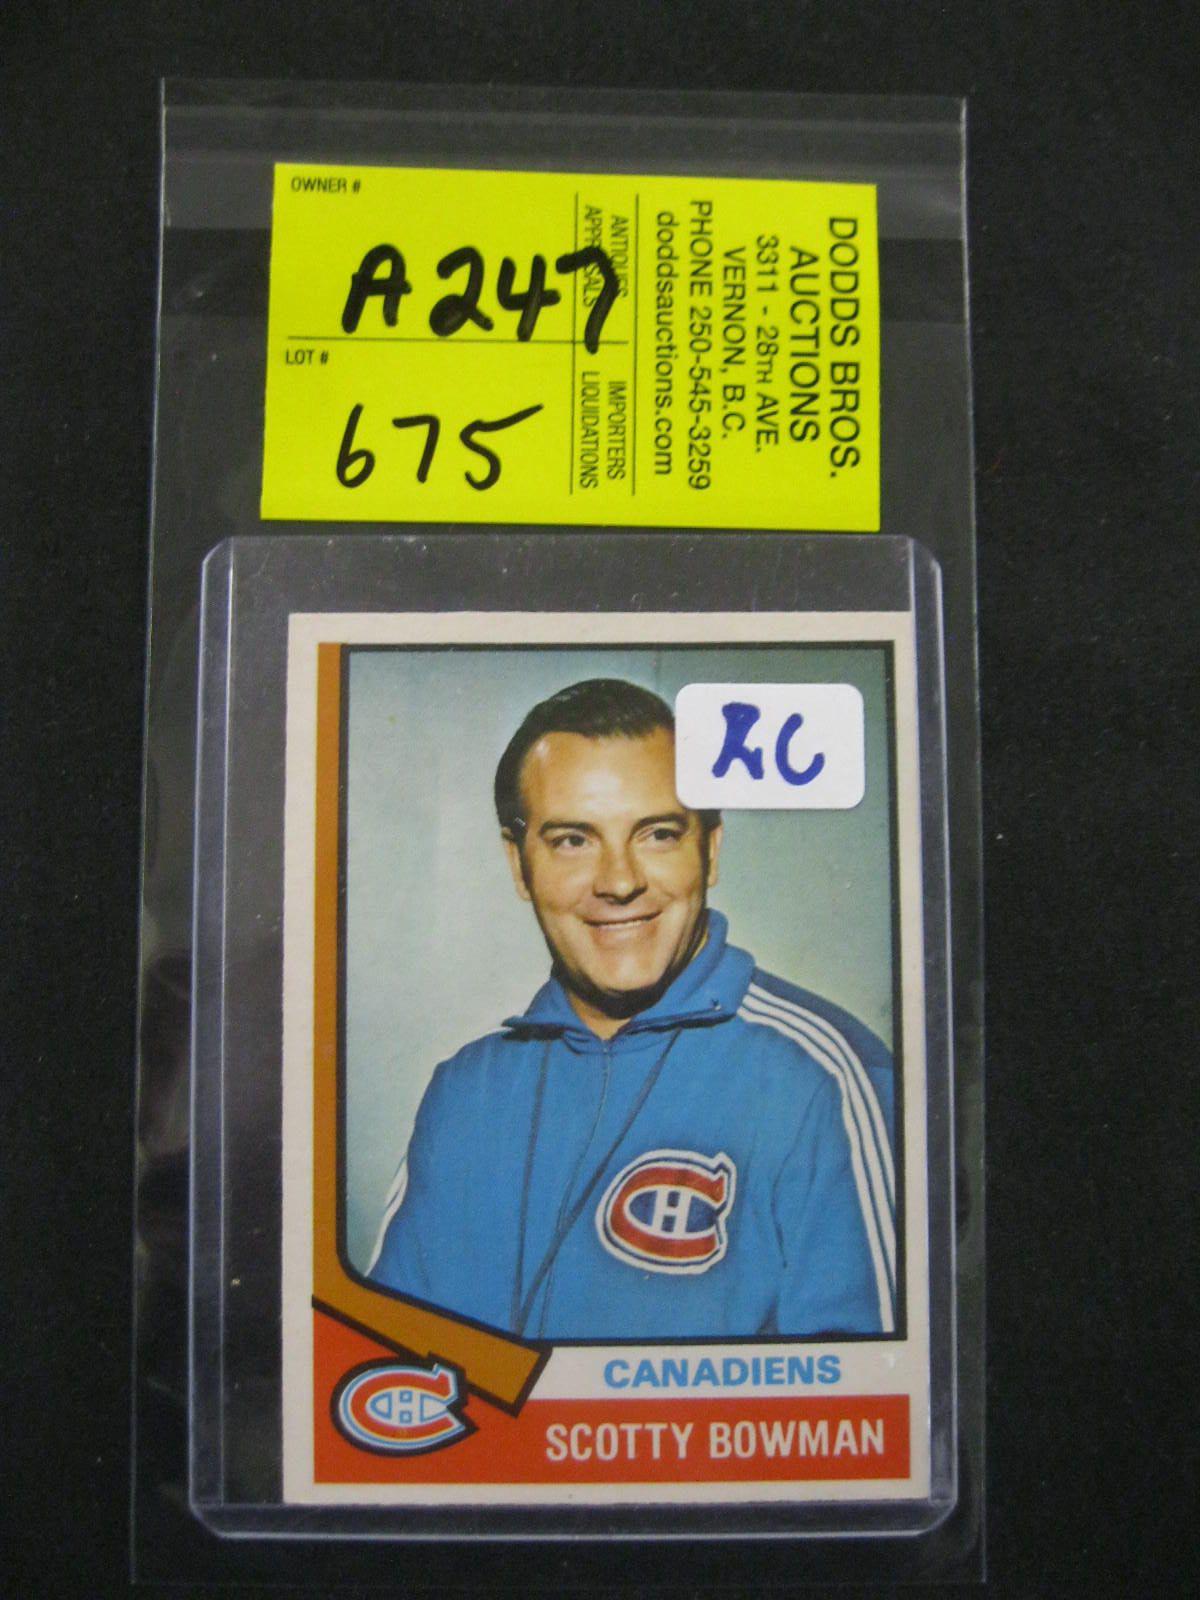 OWNER #
A247
LOT #
675
DODDS BROS.
AUCTIONS
3311 - 28TH AVE.
VERNON, B.C.
PHONE 250-545-3259
doddsauctions.com
ANTIQUES IMPORTERS
APPRAISALS LIQUIDATIONS
RC
CANADIENS
SCOTTY BOWMAN